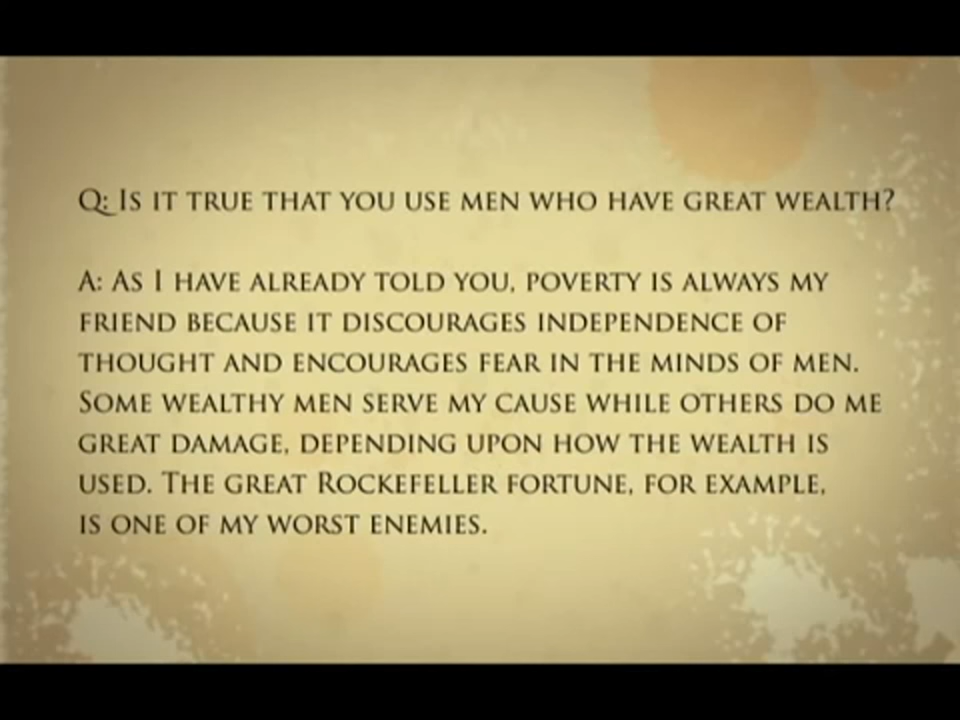 Q: Is it true that you use men who have great wealth?
A: As I have already told you, poverty is always my
friend because it discourages independence of
thought and encourages fear in the minds of men.
Some wealthy men serve my cause while others do me
great damage, depending upon how the wealth is
used. The great Rockefeller fortune, for example,
is one of my worst enemies.